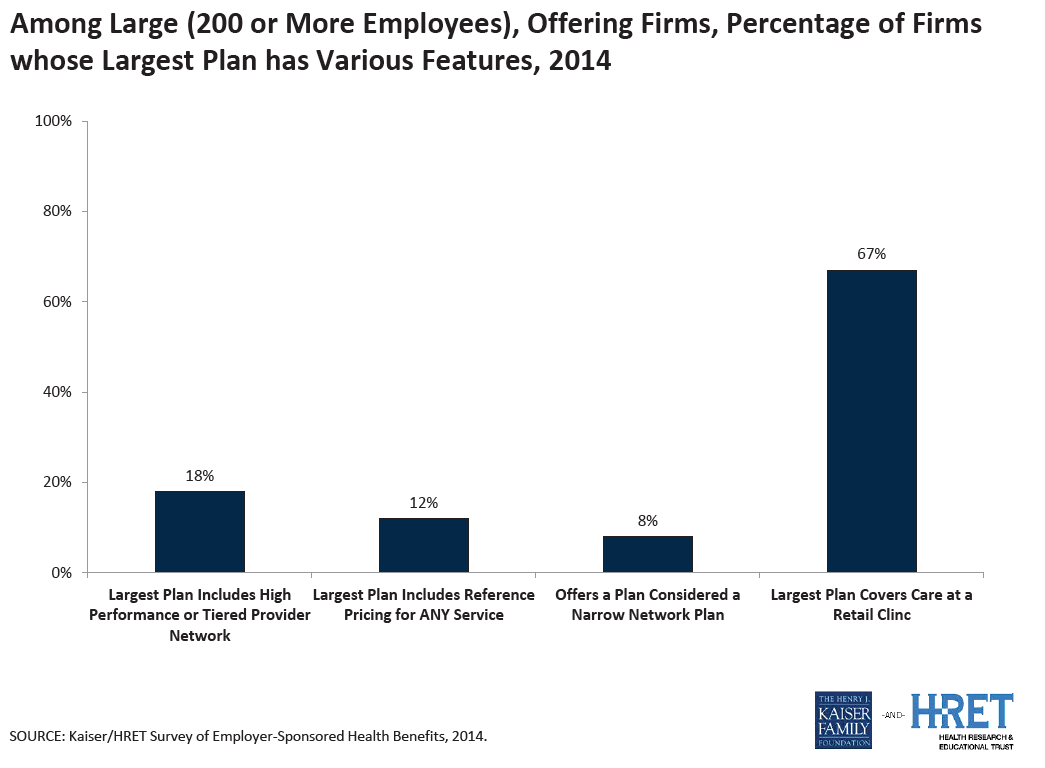 Among Large (200 or More Employees), Offering Firms, Percentage of Firms
whose Largest Plan has Various Features, 2014
100%
80%
60%
40%
20%
0%
18%
12%
8%
67%
Largest Plan Includes High
Performance or Tiered Provider
Network
Largest Plan Includes Reference
Pricing for ANY Service
Offers a Plan Considered a
Narrow Network Plan
Largest Plan Covers Care at a
Retail Clinc
THE HENRY J.
KAISER
FAMILY
FOUNDATION
-AND-
HRET
HEALTH RESEARCH &
EDUCATIONAL TRUST
SOURCE: Kaiser/HRET Survey of Employer-Sponsored Health Benefits, 2014.